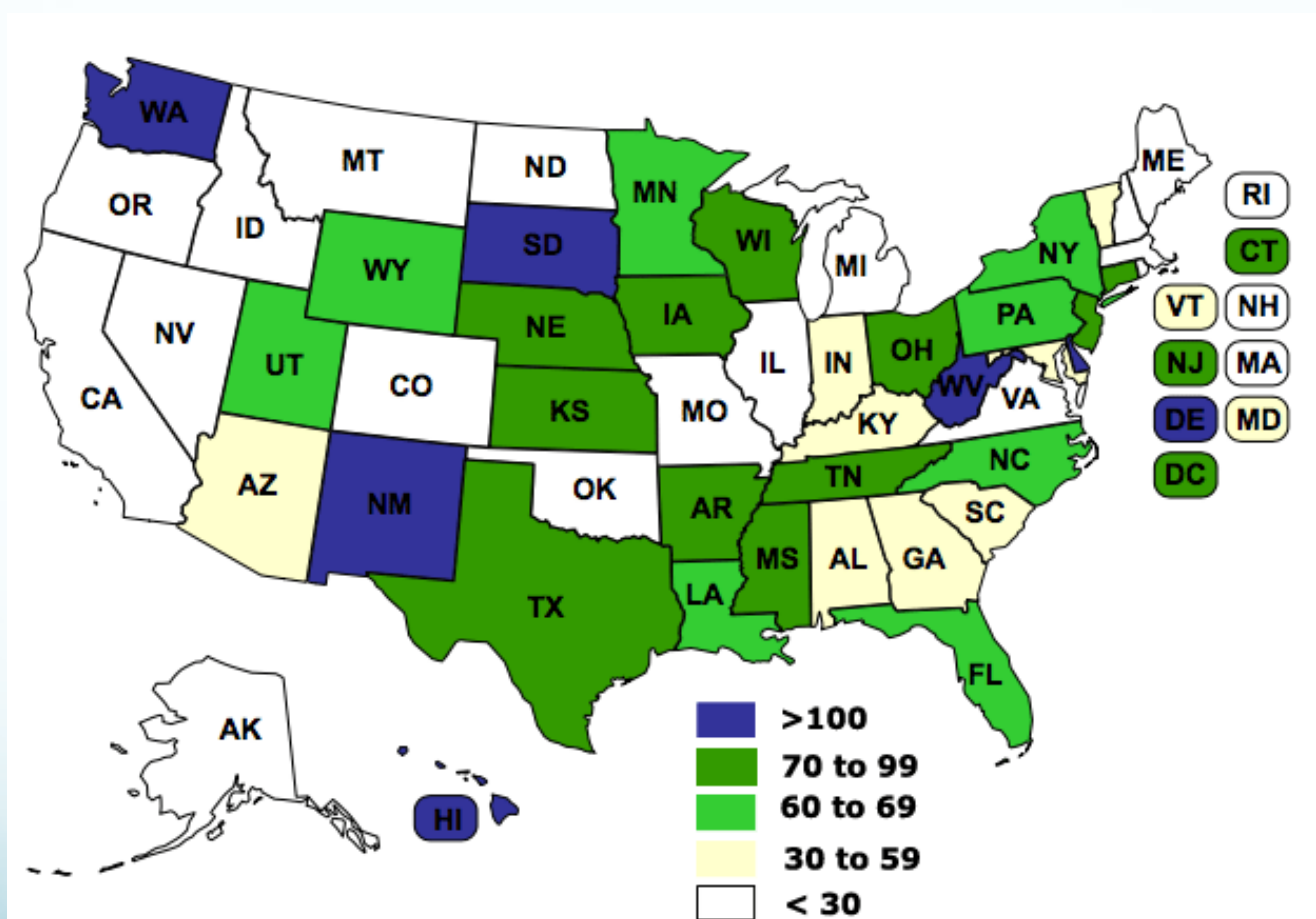 WA
MT
ND
MN
ME
OR
ID
SD
WI
MI
NY
RI
WY
CT
NV
NE
IA
PA
VT
NH
UT
CO
IL
IN
OH
NJ
MA
CA
KS
MO
WV
VA
DE
MD
KY
AZ
NM
OK
AR
TN
NC
DC
SC
MS
AL
GA
TX
LA
FL
AK
HI
>100
70 to 99
60 to 69
30 to 59
< 30